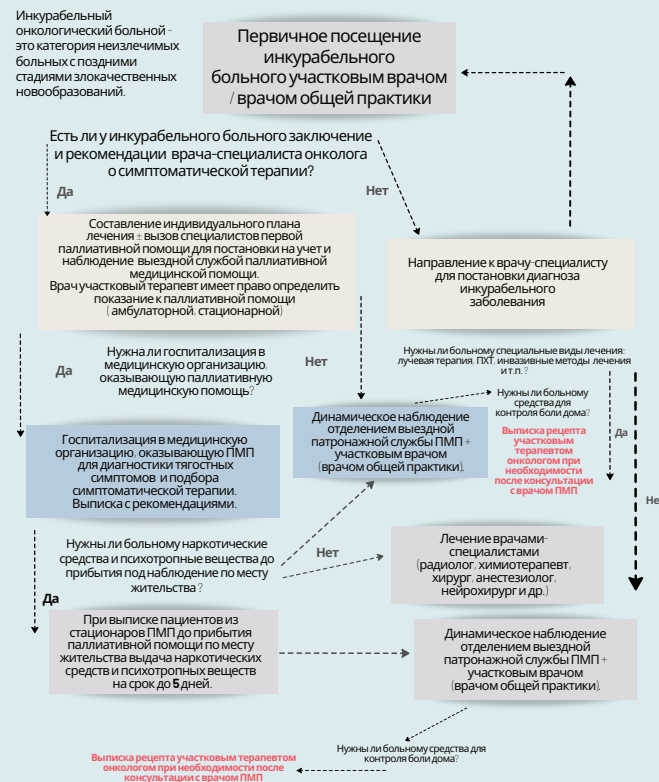 Инкурабельный
онкологический больной -
это категория неизлечимых
больных с поздними
стадиями злокачественных
новообразований.
Первичное посещение
инкурабельного
больного участковым врачом
/ врачом общей практики
Есть ли у инкурабельного больного заключение
и рекомендации врача-специалиста онколога
о симптоматической терапии?
Да
Нет
Составление индивидуального плана
лечения ± вызов специалистов первой
паллиативной помощи для постановки на учет и
наблюдение выездной службой паллиативной
медицинской помощи.
Врач участковый терапевт имеет право определить
показание к паллиативной помощи
( амбулаторной, стационарной)
Направление к врачу-специалисту
для постановки диагноза
инкурабельного
заболевания
Нужна ли госпитализация в
медицинскую организацию,
оказывающую паллиативную
медицинскую помощь?
Да
Нет
Нужны ли больному специальные виды лечения:
лучевая терапия, ПХТ, инвазивные методы лечения
и т.п. ?
Нужны ли больному
средства для
контроля боли дома?
Выписка рецепта
участковым
терапевтом
онкологом при
необходимости
после консультации
с врачом ПМП
Да
Не
Госпитализация в медицинскую
организацию, оказывающую ПМП
для диагностики тягостных
симптомов и подбора
симптоматической терапии.
Выписка с рекомендациями.
Динамическое наблюдение
отделением выездной
патронажной службы ПМП +
участковым врачом
(врачом общей практики).
Нужны ли больному наркотические
средства и психотропные вещества до
прибытия под наблюдение по месту
жительства ?
Нет
Да
Лечение врачами-
специалистами
(радиолог, химиотерапевт,
хирург, анестезиолог,
нейрохирург и др.)
При выписке пациентов из
стационаров ПМП до прибытия
паллиативной помощи по месту
жительства выдача наркотических
средств и психотропных веществ
на срок до 5 дней.
Динамическое наблюдение
отделением выездной
патронажной службы ПМП +
участковым врачом
(врачом общей практики).
Нужны ли больному средства для
контроля боли дома?
Выписка рецепта участковым терапевтом
онкологом при необходимости после
консультации с врачом ПМП